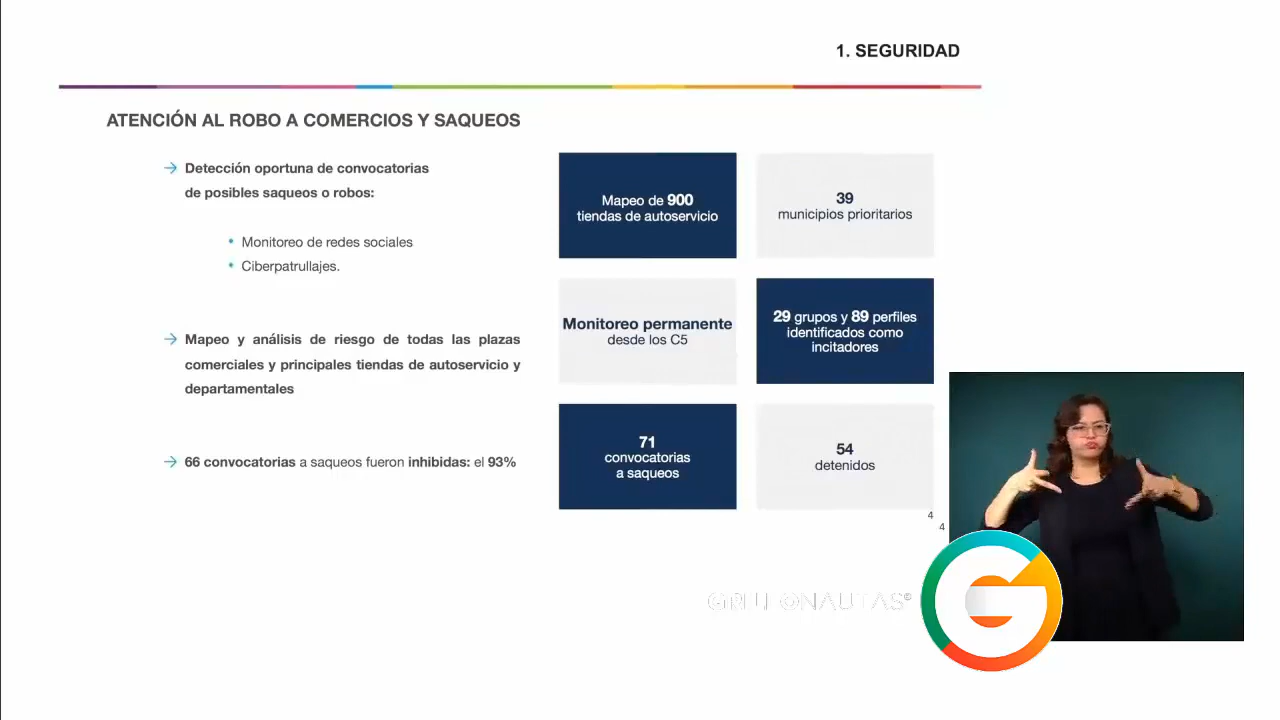 1. SEGURIDAD
ATENCIÓN AL ROBO A COMERCIOS Y SAQUEOS
→ Detección oportuna de convocatorias
de posibles saqueos o robos:
• Monitoreo de redes sociales
• Ciberpatrullajes.
→ Mapeo y análisis de riesgo de todas las plazas
comerciales y principales tiendas de autoservicio y
departamentales
→ 66 convocatorias a saqueos fueron inhibidas: el 93%
Mapeo de 900
tiendas de autoservicio
39
municipios prioritarios
Monitoreo permanente
desde los C5
29 grupos y 89 perfiles
identificados como
incitadores
71
convocatorias
a saqueos
54
detenidos
4
4
GRILLONAUTAS®
G